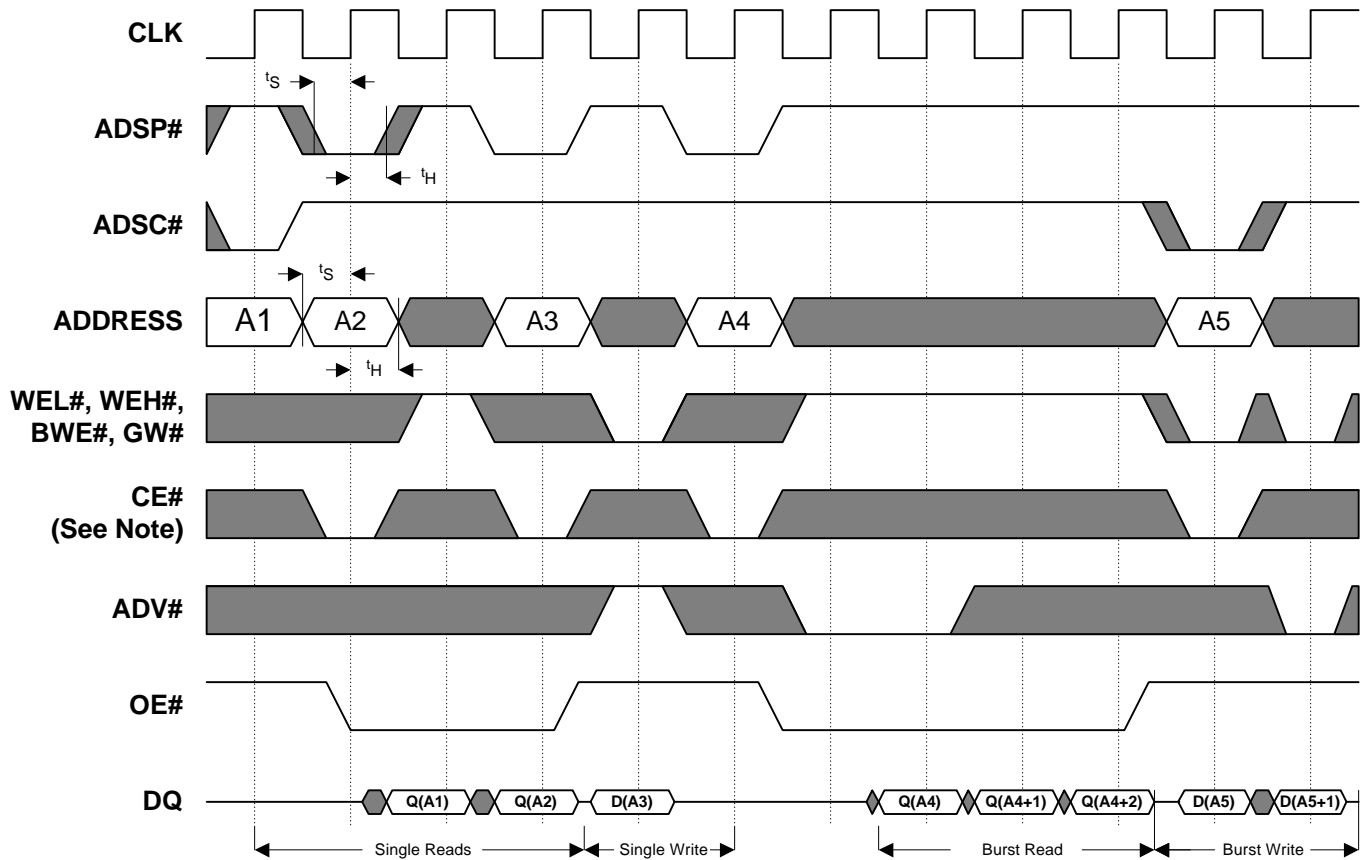 CLK
tS
ADSP#
tH
ADSC#
tS
ADDRESS
A1
A2
A3
A4
A5
tH
WEL#, WEH#,
BWE#, GW#
CE#
(See Note)
ADV#
OE#
DQ
Q(A1)
Q(A2)
D(A3)
Q(A4)
Q(A4+1)
Q(A4+2)
D(A5)
D(A5+1)
Single Reads
Single Write
Burst Read
Burst Write